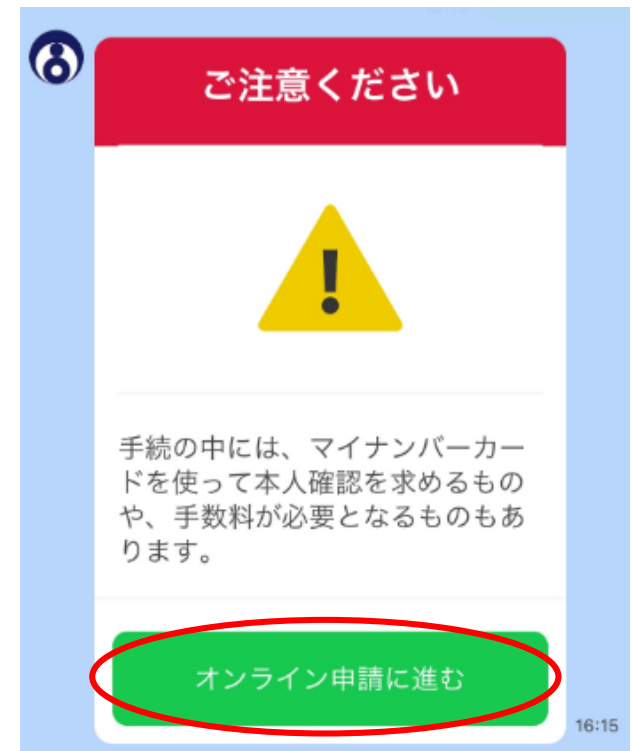 ご注意ください
手続の中には、マイナンバーカー
ドを使って本人確認を求めるもの
や、手数料が必要となるものもあ
ります。
オンライン申請に進む
16:15